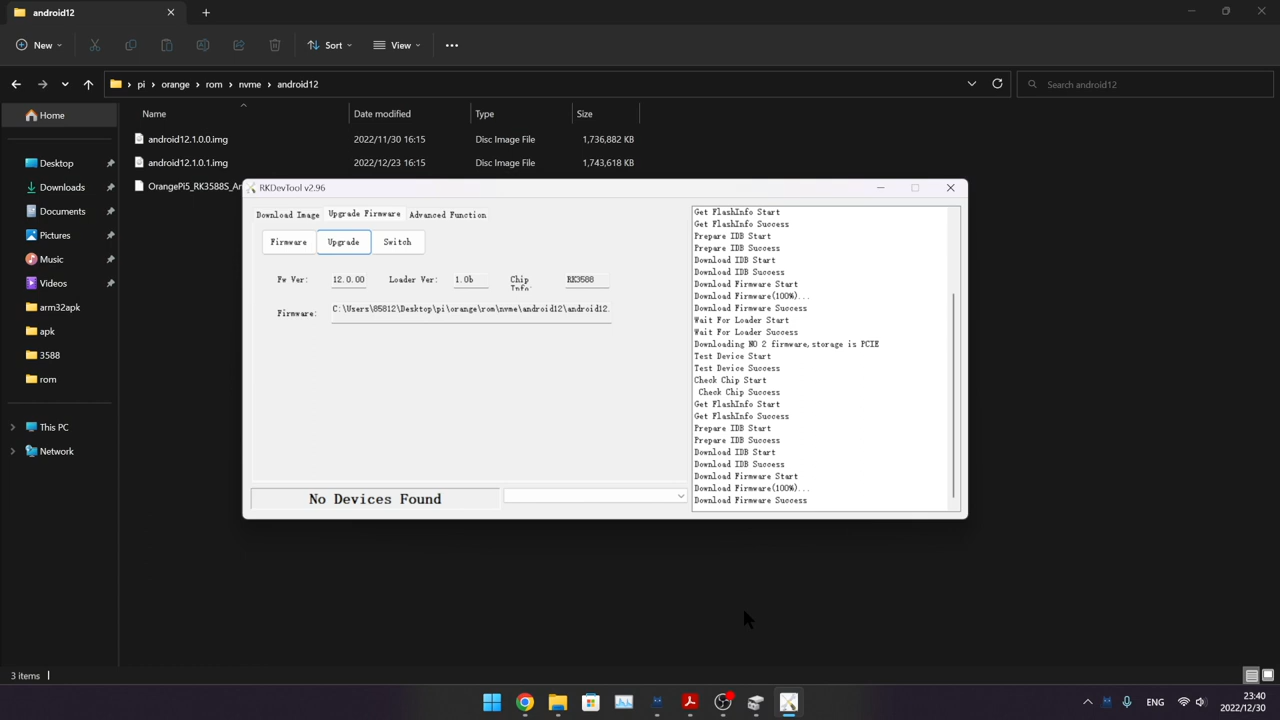 android12
New
Sort
View
pi
orange
rom
nvme
android12
Search android12
Home
Name
Date modified
Type
Size
android12.1.0.0.img
2022/11/30 16:15
Disc Image File
1,736,882 KB
Desktop
android12.1.0.1.img
2022/12/23 16:15
Disc Image File
1,743,618 KB
Downloads
OrangePi5_RK3588S_An
Documents
Pictures
Music
Videos
arm32apk
apk
3588
rom
This PC
Network
RKDevTool v2.96
Download Image
Upgrade Firmware
Advanced Function
Firmware
Upgrade
Switch
Fw Ver:
12.0.00
Loader Ver:
1.0b
Chip Info:
RK3588
Firmware:
C:\Users\85812\Desktop\pi\orange\rom\nvme\android12\android12.
No Devices Found
Get FlashInfo Start
Get FlashInfo Success
Prepare IDB Start
Prepare IDB Success
Download IDB Start
Download IDB Success
Download Firmware Start
Download Firmware(100%)...
Download Firmware Success
Wait For Loader Start
Wait For Loader Success
Downloading NO 2 firmware,storage is PCIE
Test Device Start
Test Device Success
Check Chip Start
Check Chip Success
Get FlashInfo Start
Get FlashInfo Success
Prepare IDB Start
Prepare IDB Success
Download IDB Start
Download IDB Success
Download Firmware Start
Download Firmware(100%)...
Download Firmware Success
3 items
ENG
23:40
2022/12/30